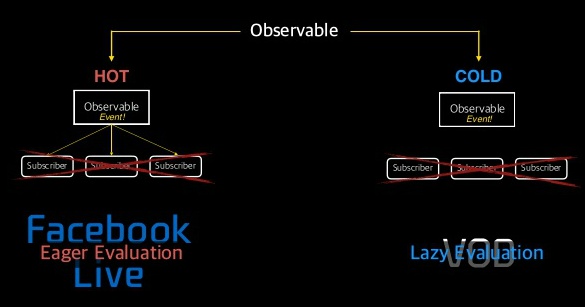 Observable
HOT
COLD
Observable
Event!
Observable
Event!
Subscriber
Subscriber
Subscriber
Subscriber
Subscriber
Subscriber
Facebook
Eager Evaluation
Live
Lazy Evaluation
VOD